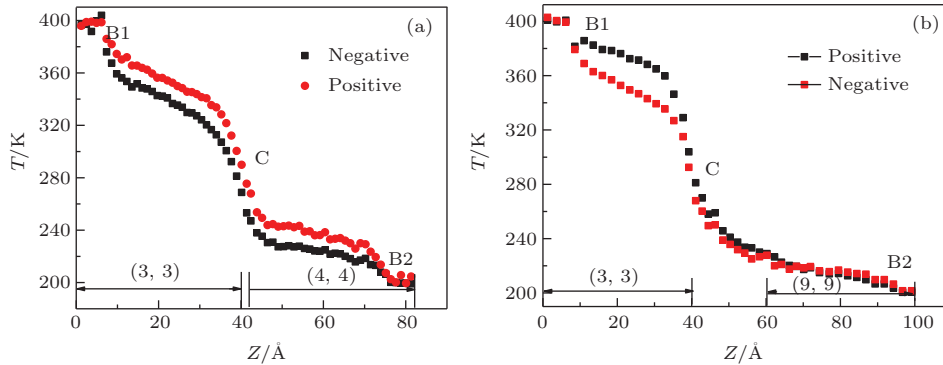 (a)
B1
Negative
Positive
C
B2
(3, 3)
(4, 4)
400
360
320
280
240
200
T/K
0
20
40
60
80
Z/Å
(b)
B1
Positive
Negative
C
B2
(3, 3)
(9, 9)
400
360
320
280
240
200
T/K
0
20
40
60
80
100
Z/Å